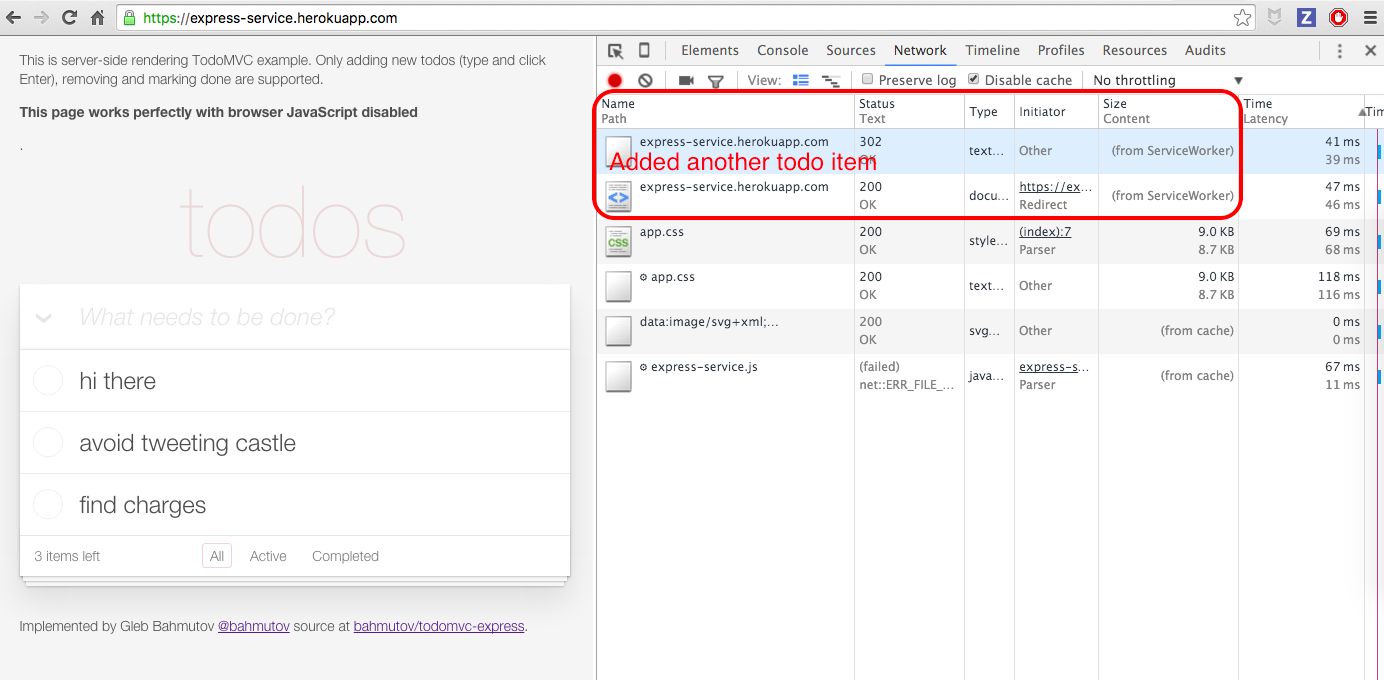 https://express-service.herokuapp.com
This is server-side rendering TodoMVC example. Only adding new todos (type and click
Enter), removing and marking done are supported.
This page works perfectly with browser JavaScript disabled
.
todos
What needs to be done?
hi there
avoid tweeting castle
find charges
3 items left All Active Completed
Implemented by Gleb Bahmutov @bahmutov source at bahmutov/todomvc-express.
Elements Console Sources Network Timeline Profiles Resources Audits
View: Preserve log Disable cache No throttling
Name Status Type Initiator Size Time Tim
Path Text Content Latency
express-service.herokuapp.com 302 text... Other (from ServiceWorker) 41 ms
OK 39 ms
Added another todo item
express-service.herokuapp.com 200 docu... https://ex... (from ServiceWorker) 47 ms
OK Redirect 46 ms
app.css 200 style... (index):7 9.0 KB 69 ms
OK Parser 8.7 KB 68 ms
app.css 200 text... Other 9.0 KB 118 ms
OK 8.7 KB 116 ms
data:image/svg+xml;... 200 svg... Other (from cache) 0 ms
OK 0 ms
express-service.js (failed) java... express-s... (from cache) 67 ms
net::ERR_FILE_... Parser 11 ms
Z
CSS